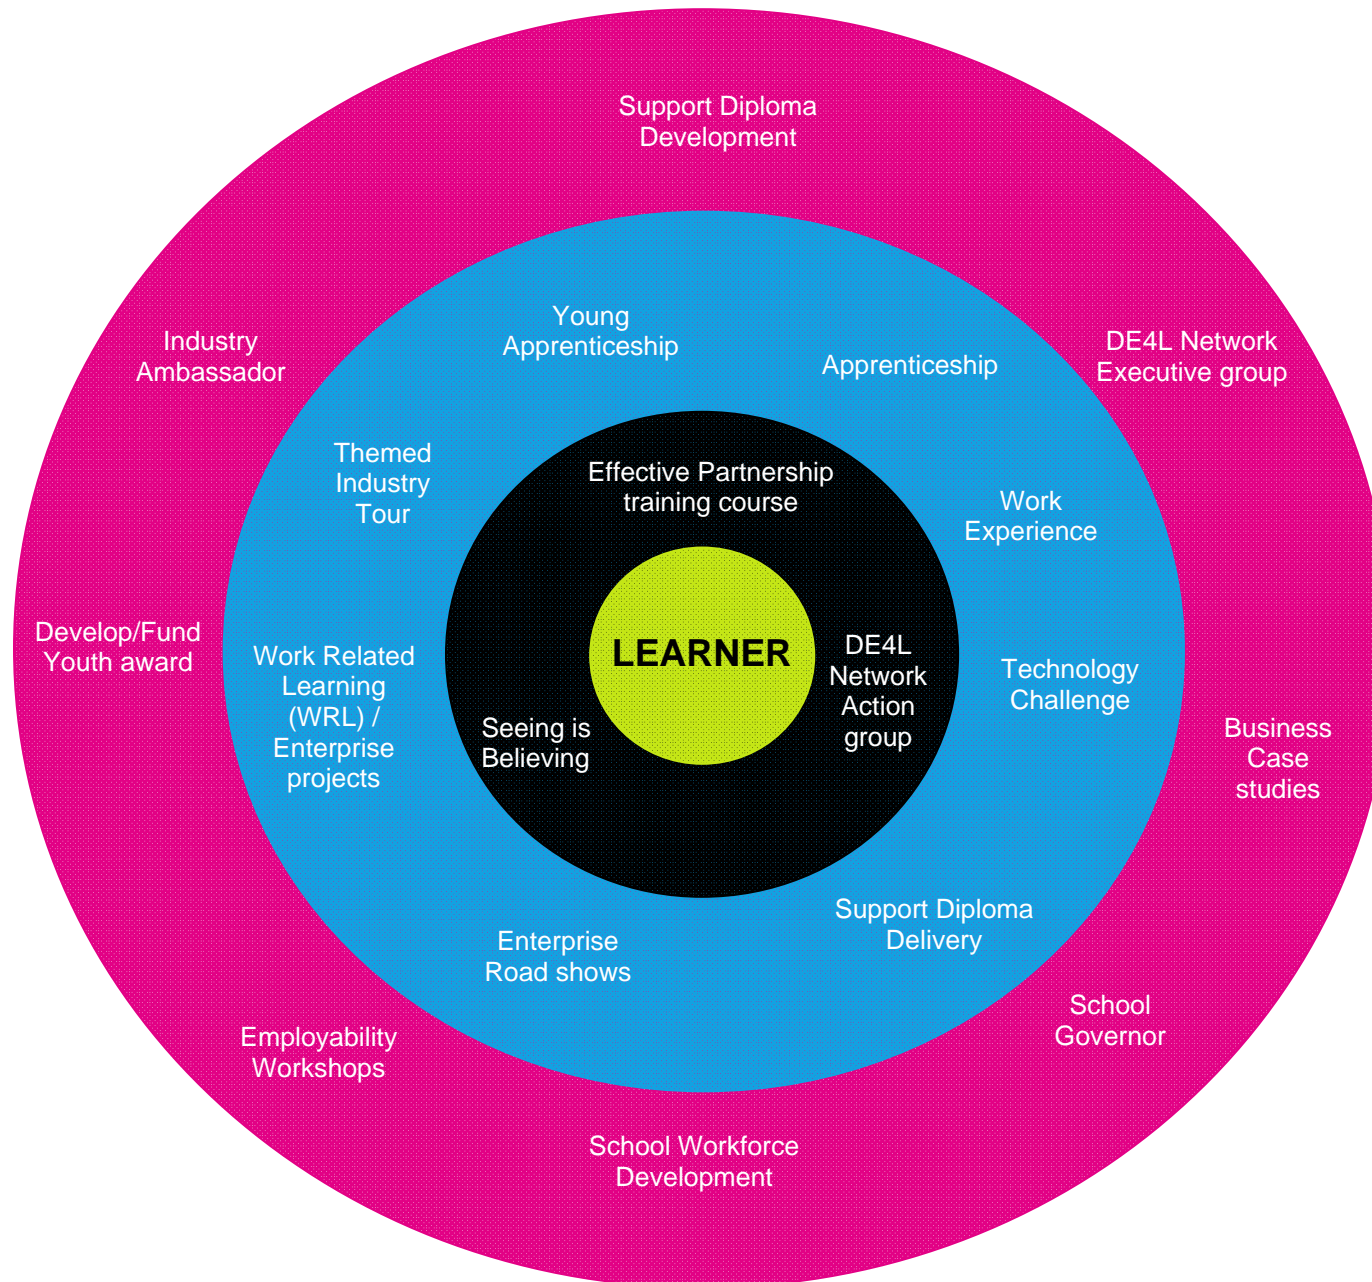 Support Diploma
Development
Young
Apprenticeship
Industry
Ambassador
DE4L Network
Executive group
Apprenticeship
Themed
Industry
Tour
Effective Partnership
training course
Work
Experience
Develop/Fund
Youth award
Work Related
Learning
(WRL) /
Enterprise
projects
LEARNER
DE4L
Network
Action
group
Technology
Challenge
Seeing is
Believing
Business
Case
studies
Support Diploma
Delivery
Enterprise
Road shows
School
Governor
Employability
Workshops
School Workforce
Development